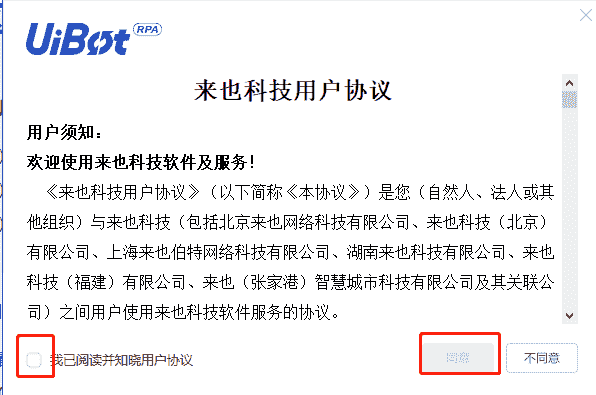 UiBot RPA
来也科技用户协议
用户须知：
欢迎使用来也科技软件及服务！
《来也科技用户协议》（以下简称《本协议》）是您（自然人、法人或其
他组织）与来也科技（包括北京来也网络科技有限公司、来也科技（北京）
有限公司、上海来也伯特网络科技有限公司、湖南来也科技有限公司、来也
科技（福建）有限公司、来也（张家港）智慧城市科技有限公司及其关联公
司）之间用户使用来也科技软件服务的协议。
我已阅读并知晓用户协议
同意
不同意